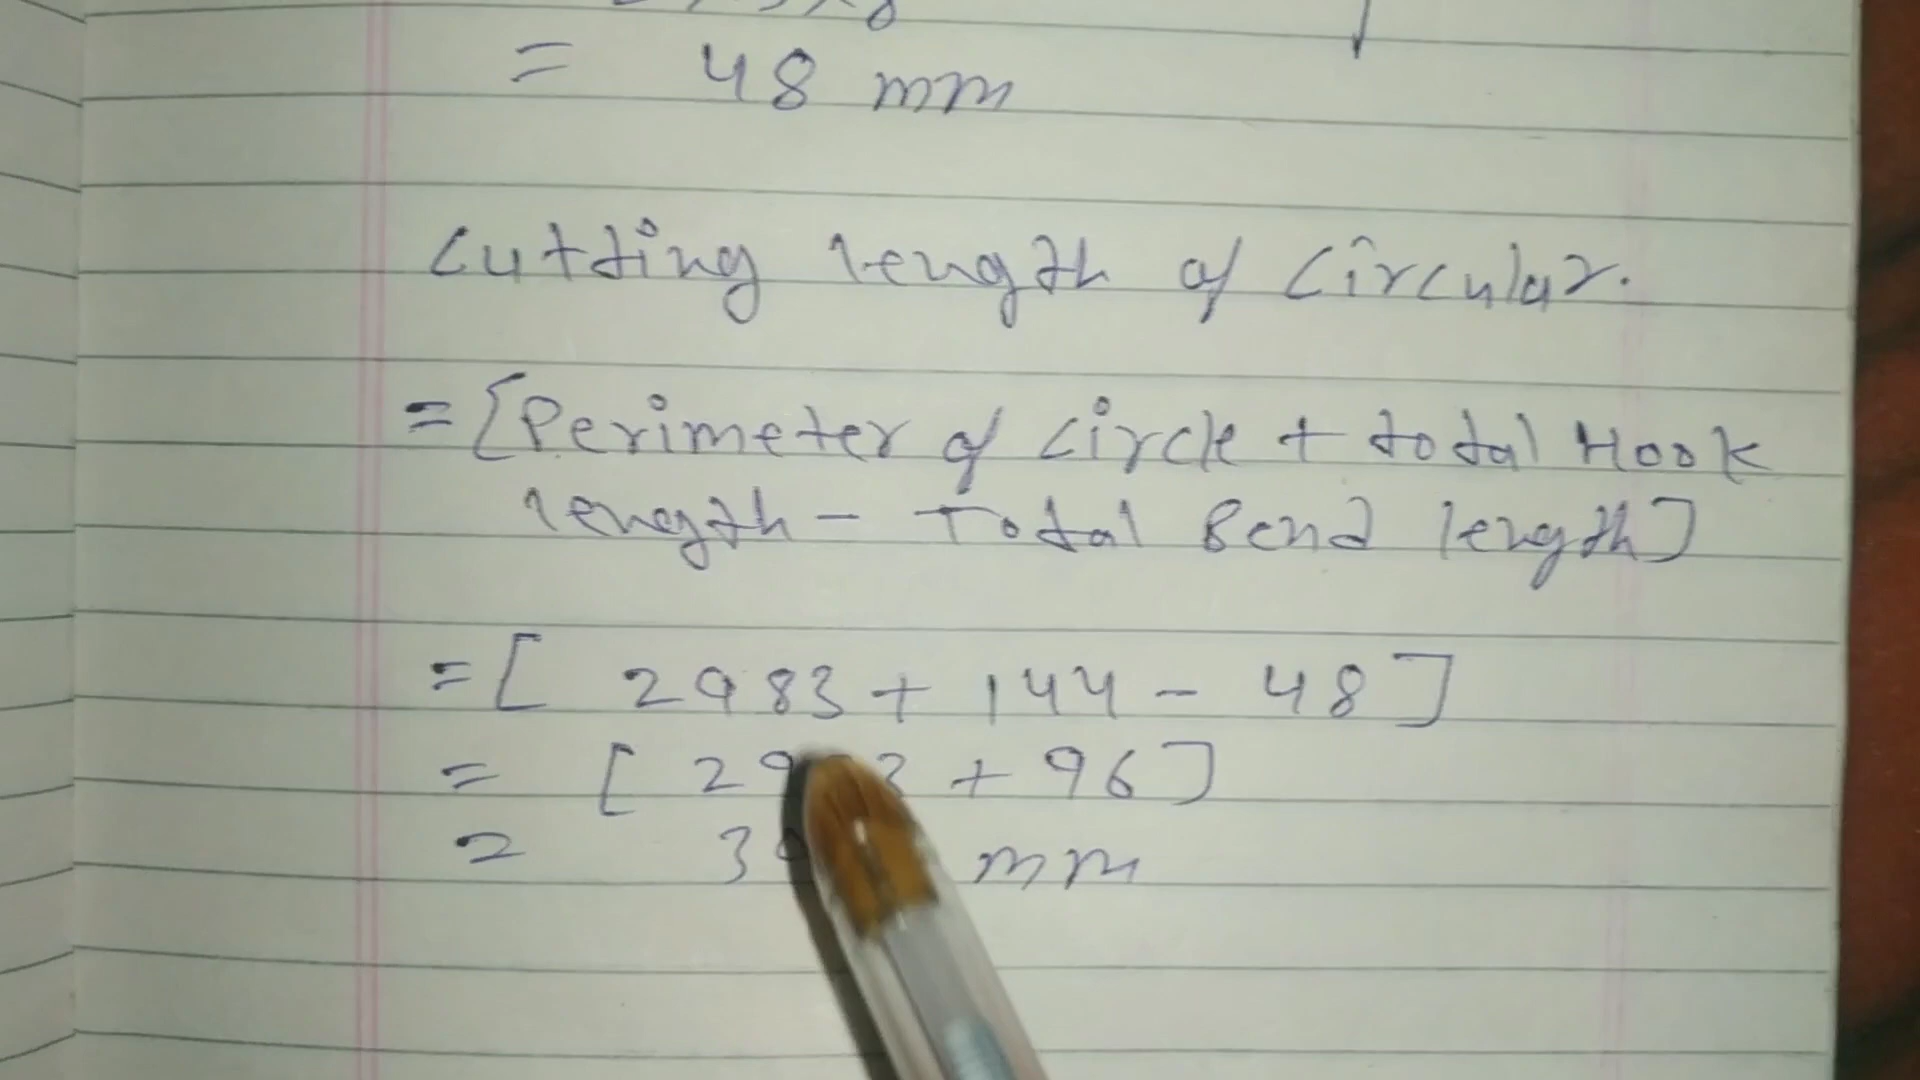 = 48 mm
Cutting length of Circular.
= [Perimeter of circle + total Hook
length - Total Bend length]
= [ 2983 + 144 - 48 ]
= [ + 96 ]
= mm